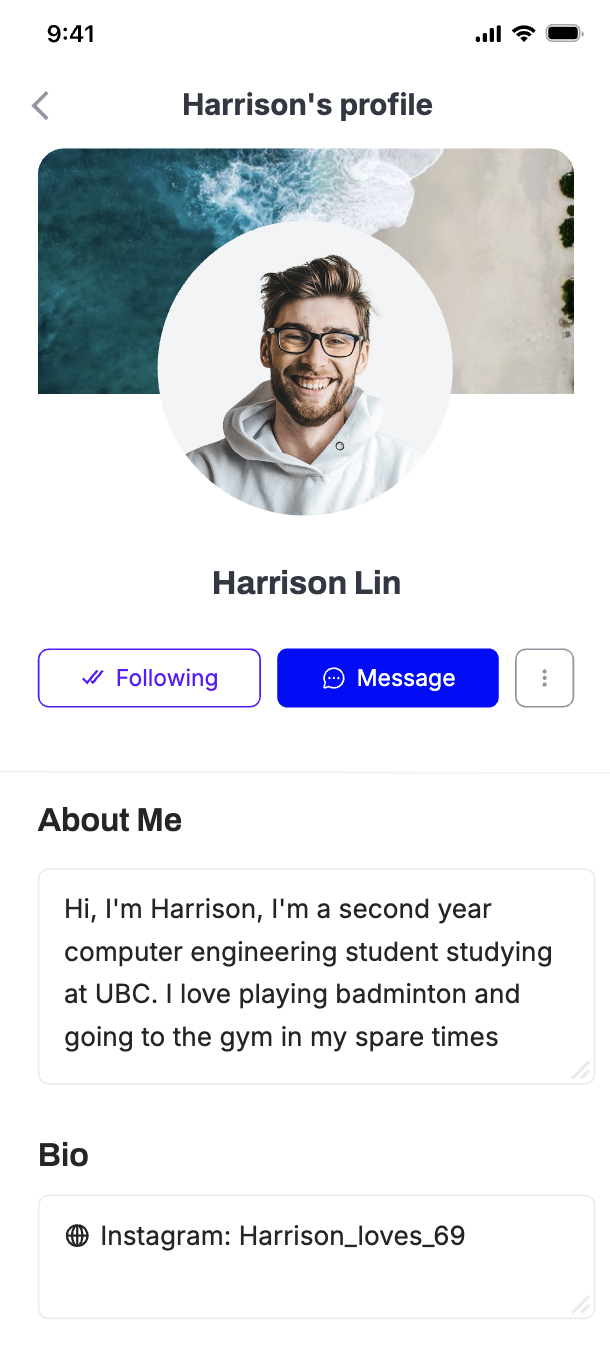 9:41
Harrison's profile
Harrison Lin
Following
Message
About Me
Hi, I'm Harrison, I'm a second year
computer engineering student studying
at UBC. I love playing badminton and
going to the gym in my spare times
Bio
Instagram: Harrison_loves_69